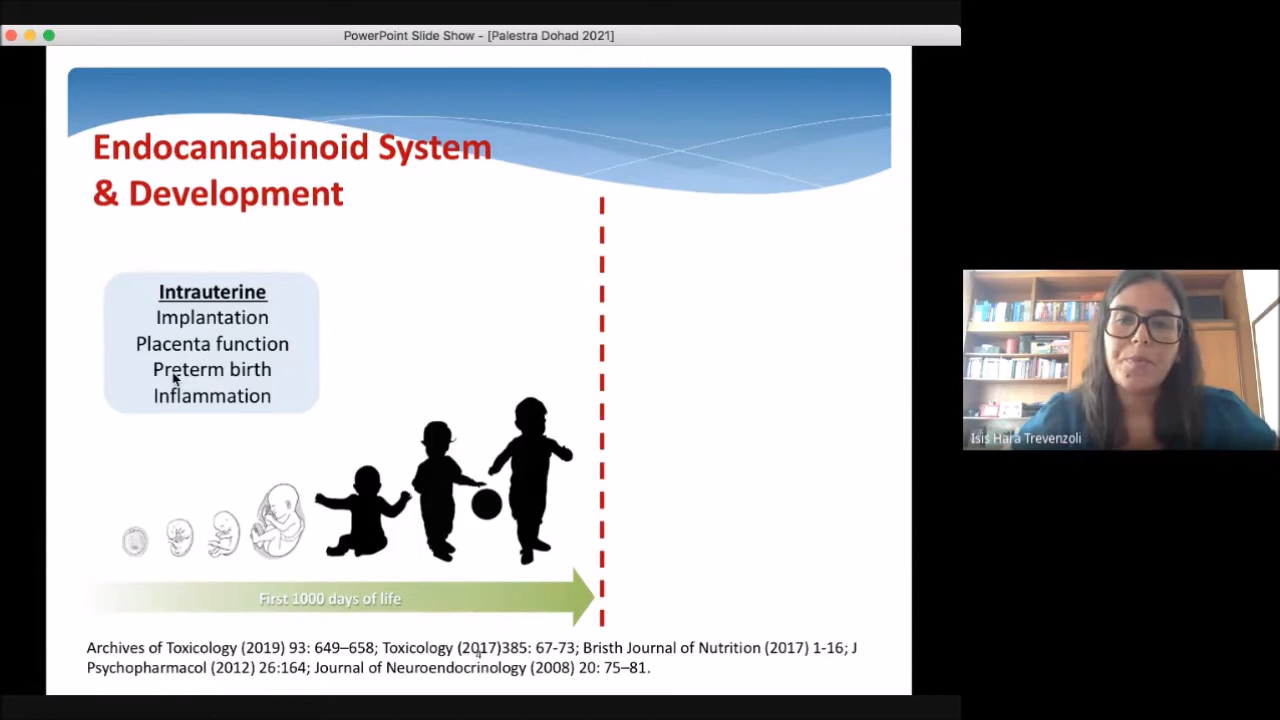 PowerPoint Slide Show - [Palestra Dohad 2021]
Endocannabinoid System
& Development
Intrauterine
Implantation
Placenta function
Preterm birth
Inflammation
First 1000 days of life
Archives of Toxicology (2019) 93: 649–658; Toxicology (2017)385: 67-73; Bristh Journal of Nutrition (2017) 1-16; J
Psychopharmacol (2012) 26:164; Journal of Neuroendocrinology (2008) 20: 75–81.
4
Isis Hara Trevenzoli